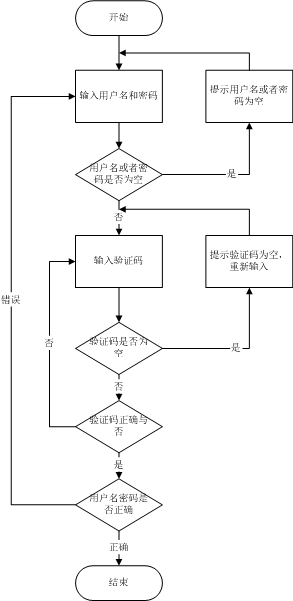 开始
输入用户名和密码
提示用户名或者密
码为空
用户名或者密
码是否为空
是
否
输入验证码
提示验证码为空，
重新输入
错误
否
验证码是否为
空
是
否
验证码正确与
否
是
用户名密码是
否正确
正确
结束